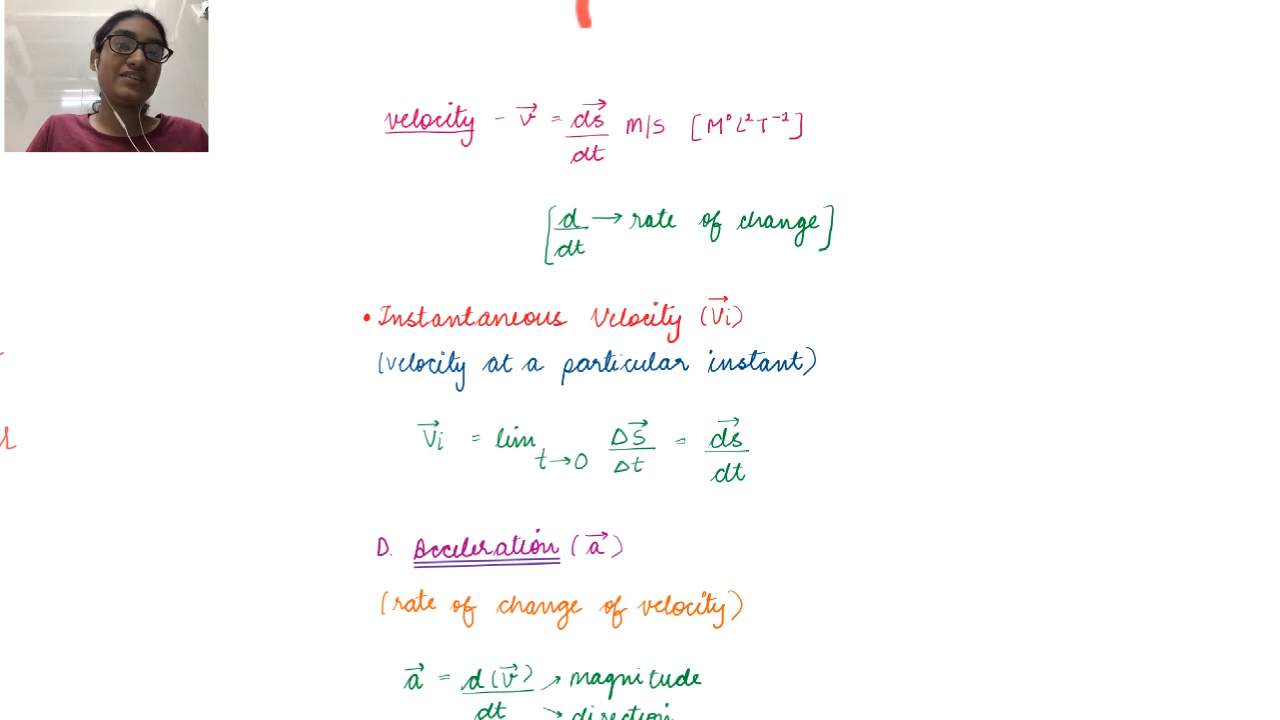 velocity - v⃗ = ds⃗/dt m/s [M⁰L¹T⁻¹]
[d/dt → rate of change]
• Instantaneous Velocity (v⃗i)
(velocity at a particular instant)
v⃗i = lim t→0 Δs⃗/Δt = ds⃗/dt
D. Acceleration (a⃗)
(rate of change of velocity)
a⃗ = d(v⃗)/dt → magnitude
→ direction